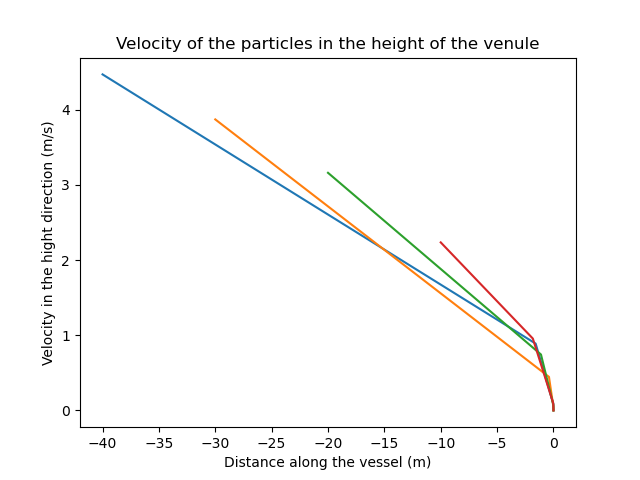 Velocity of the particles in the height of the venule
Velocity in the hight direction (m/s)
4
3
2
1
0
−40 −35 −30 −25 −20 −15 −10 −5 0
Distance along the vessel (m)